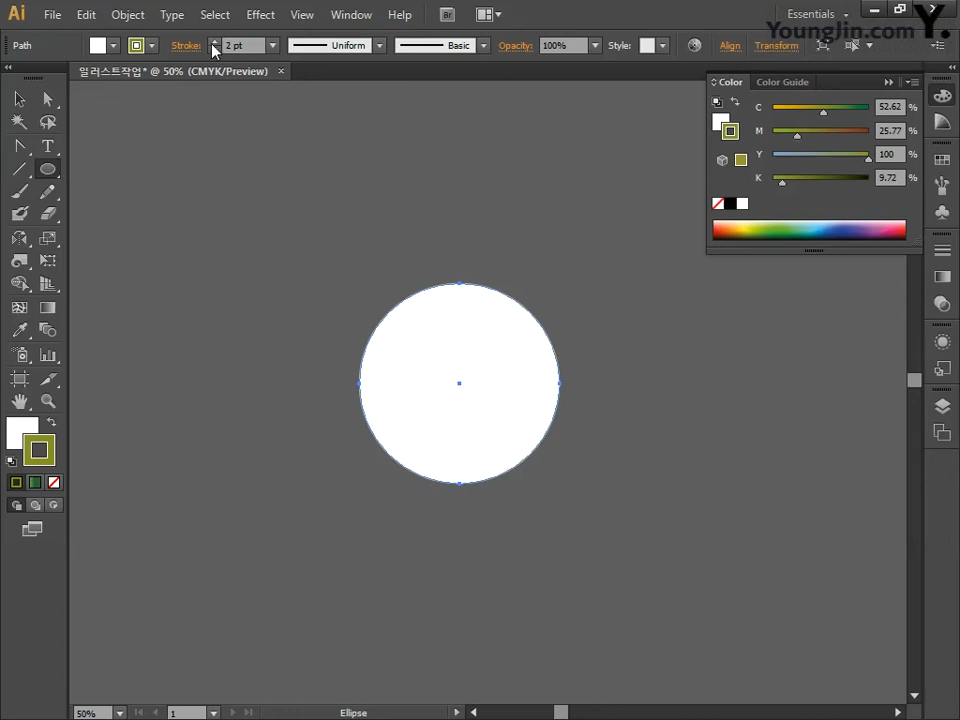 Ai File Edit Object Type Select Effect View Window Help Br Essentials
YoungJin.com Y.
Path Stroke: 2 pt Uniform Basic Opacity: 100% Style: Align Transform
일러스트작업* @ 50% (CMYK/Preview) ×
Color Color Guide
C 52.62 %
M 25.77 %
Y 100 %
K 9.72 %
50% 1 Ellipse